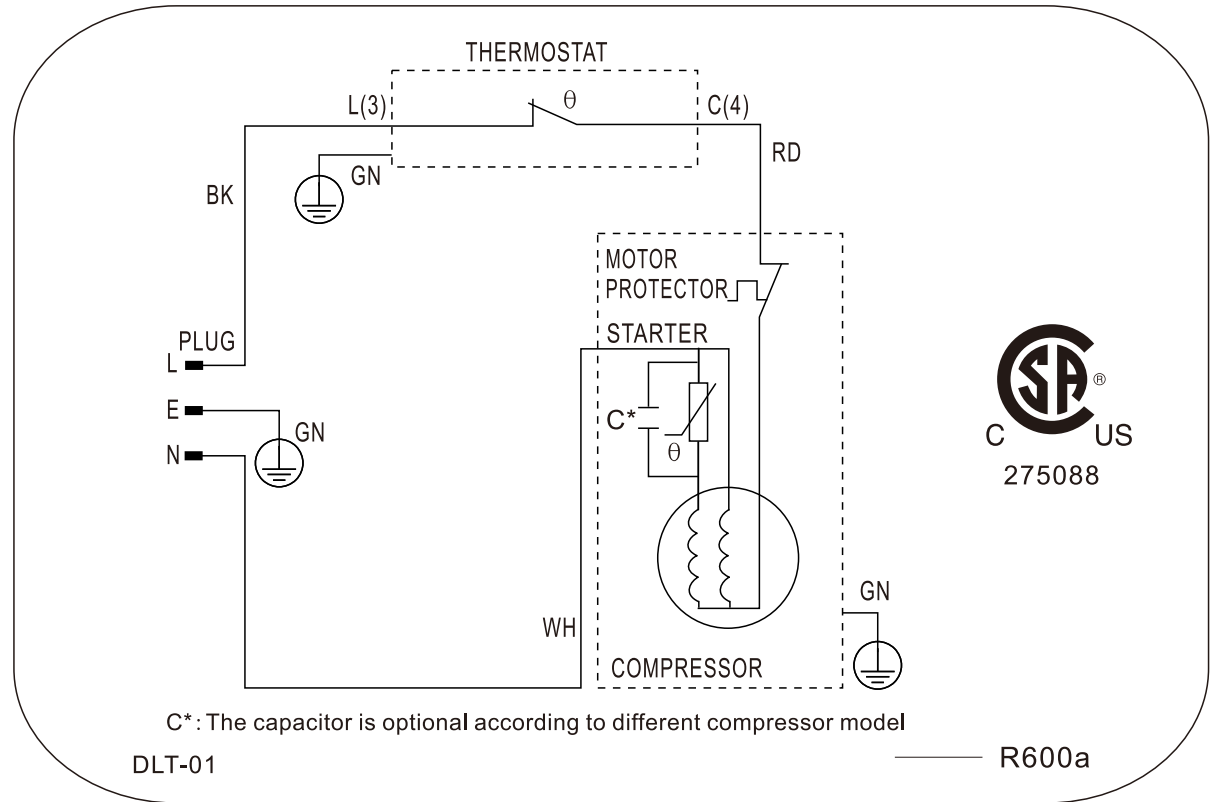 THERMOSTAT
L(3)
θ
C(4)
GN
RD
BK
MOTOR
PROTECTOR
STARTER
PLUG
L
E
GN
N
C*
θ
CSA ®
C US
275088
GN
WH
COMPRESSOR
C*: The capacitor is optional according to different compressor model
DLT-01
R600a